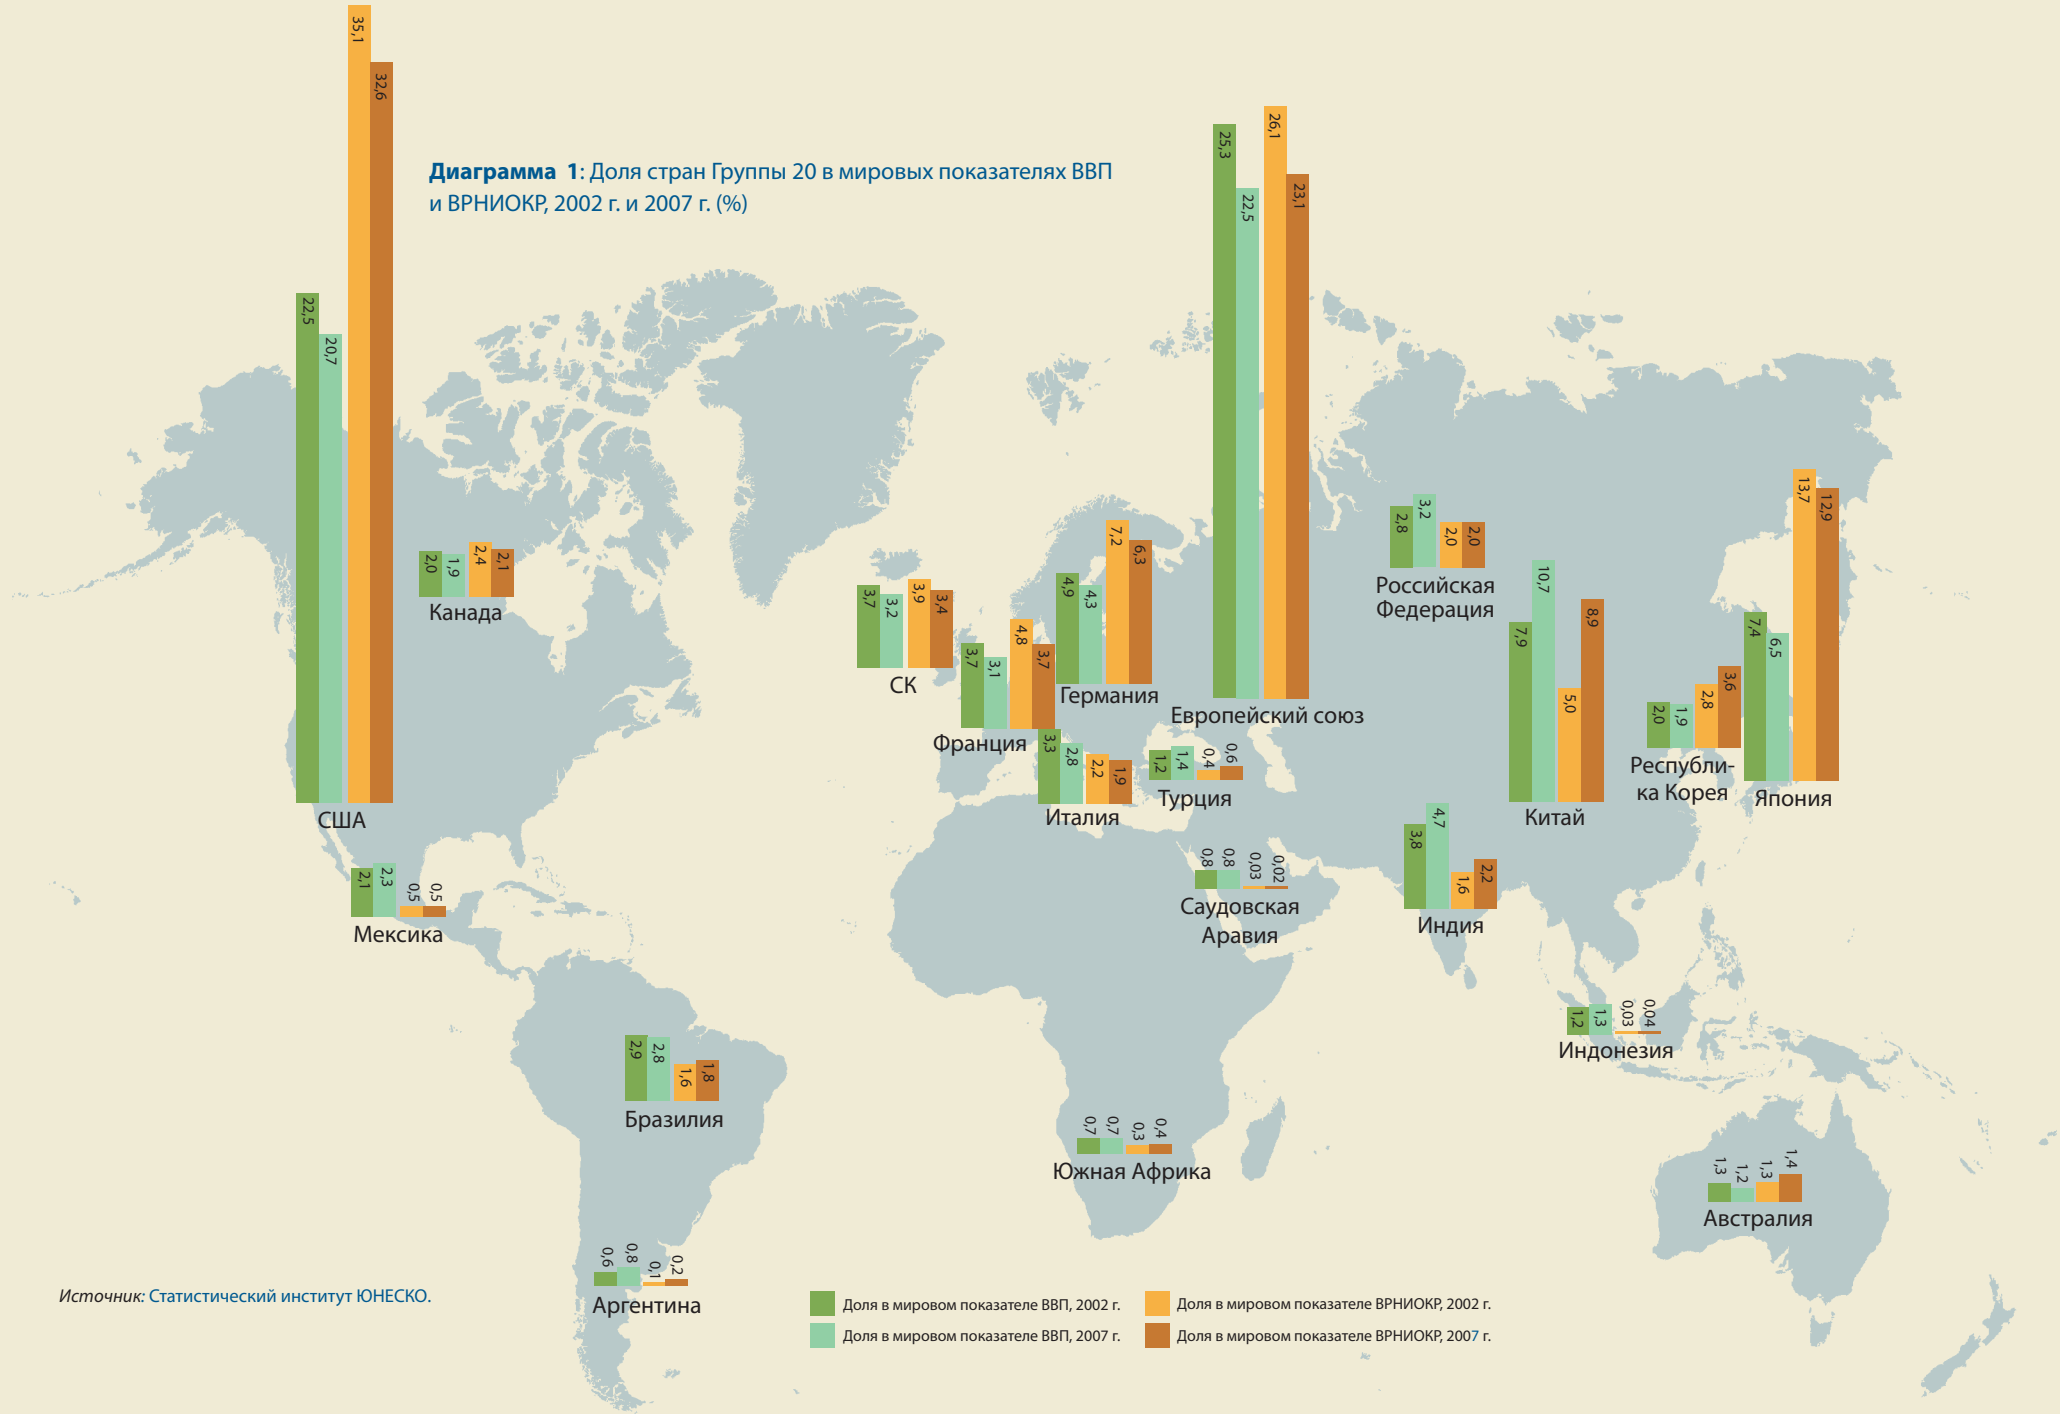 Диаграмма 1: Доля стран Группы 20 в мировых показателях ВВП
и ВРНИОКР, 2002 г. и 2007 г. (%)
22,5
20,7
35,1
32,6
США
2,0
1,9
2,4
2,1
Канада
2,1
2,3
0,5
0,5
Мексика
2,9
2,8
1,6
1,8
Бразилия
0,6
0,8
0,1
0,2
Аргентина
3,7
3,2
3,9
3,4
СК
3,7
3,1
4,8
3,7
Франция
4,9
4,3
7,2
6,3
Германия
3,3
2,8
2,2
1,9
Италия
25,3
22,5
26,1
23,1
Европейский союз
1,2
1,4
0,4
0,6
Турция
0,8
0,8
0,03
0,02
Саудовская
Аравия
0,7
0,7
0,3
0,4
Южная Африка
2,8
3,2
2,0
2,0
Российская
Федерация
3,8
4,7
1,6
2,2
Индия
7,9
10,7
5,0
8,9
Китай
2,0
1,9
2,8
3,6
Республи-
ка Корея
7,4
6,5
13,7
12,9
Япония
1,2
1,3
0,03
0,04
Индонезия
1,3
1,2
1,3
1,4
Австралия
Источник: Статистический институт ЮНЕСКО.
Доля в мировом показателе ВВП, 2002 г.
Доля в мировом показателе ВВП, 2007 г.
Доля в мировом показателе ВРНИОКР, 2002 г.
Доля в мировом показателе ВРНИОКР, 2007 г.